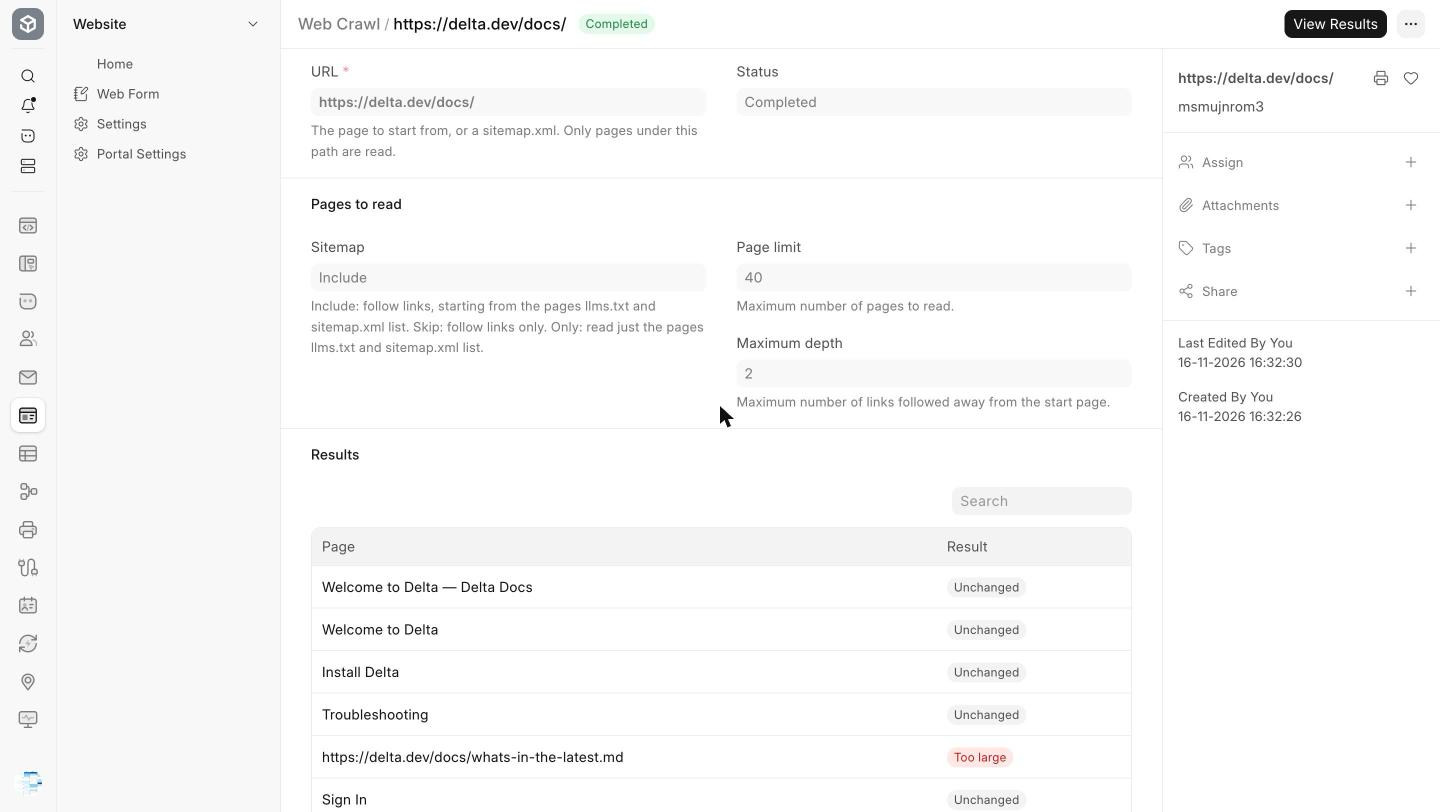 Website
Home
Web Form
Settings
Portal Settings
Web Crawl / https://delta.dev/docs/ Completed
View Results
URL *
https://delta.dev/docs/
The page to start from, or a sitemap.xml. Only pages under this
path are read.
Status
Completed
Pages to read
Sitemap
Include
Include: follow links, starting from the pages llms.txt and
sitemap.xml list. Skip: follow links only. Only: read just the pages
llms.txt and sitemap.xml list.
Page limit
40
Maximum number of pages to read.
Maximum depth
2
Maximum number of links followed away from the start page.
Results
Search
Page Result
Welcome to Delta — Delta Docs Unchanged
Welcome to Delta Unchanged
Install Delta Unchanged
Troubleshooting Unchanged
https://delta.dev/docs/whats-in-the-latest.md Too large
Sign In Unchanged
https://delta.dev/docs/
msmujnrom3
Assign
Attachments
Tags
Share
Last Edited By You
16-11-2026 16:32:30
Created By You
16-11-2026 16:32:26